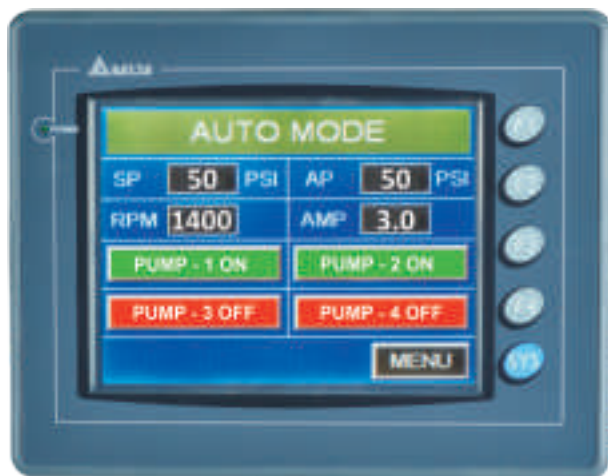 AUTO MODE
SP 50 PSI AP 50 PSI
RPM 1400 AMP 3.0
PUMP - 1 ON PUMP - 2 ON
PUMP - 3 OFF PUMP - 4 OFF
MENU
SYS